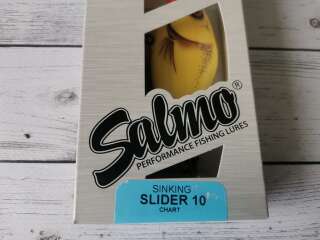 Salmo®
PERFORMANCE FISHING LURES
SINKING
SLIDER 10
CHART